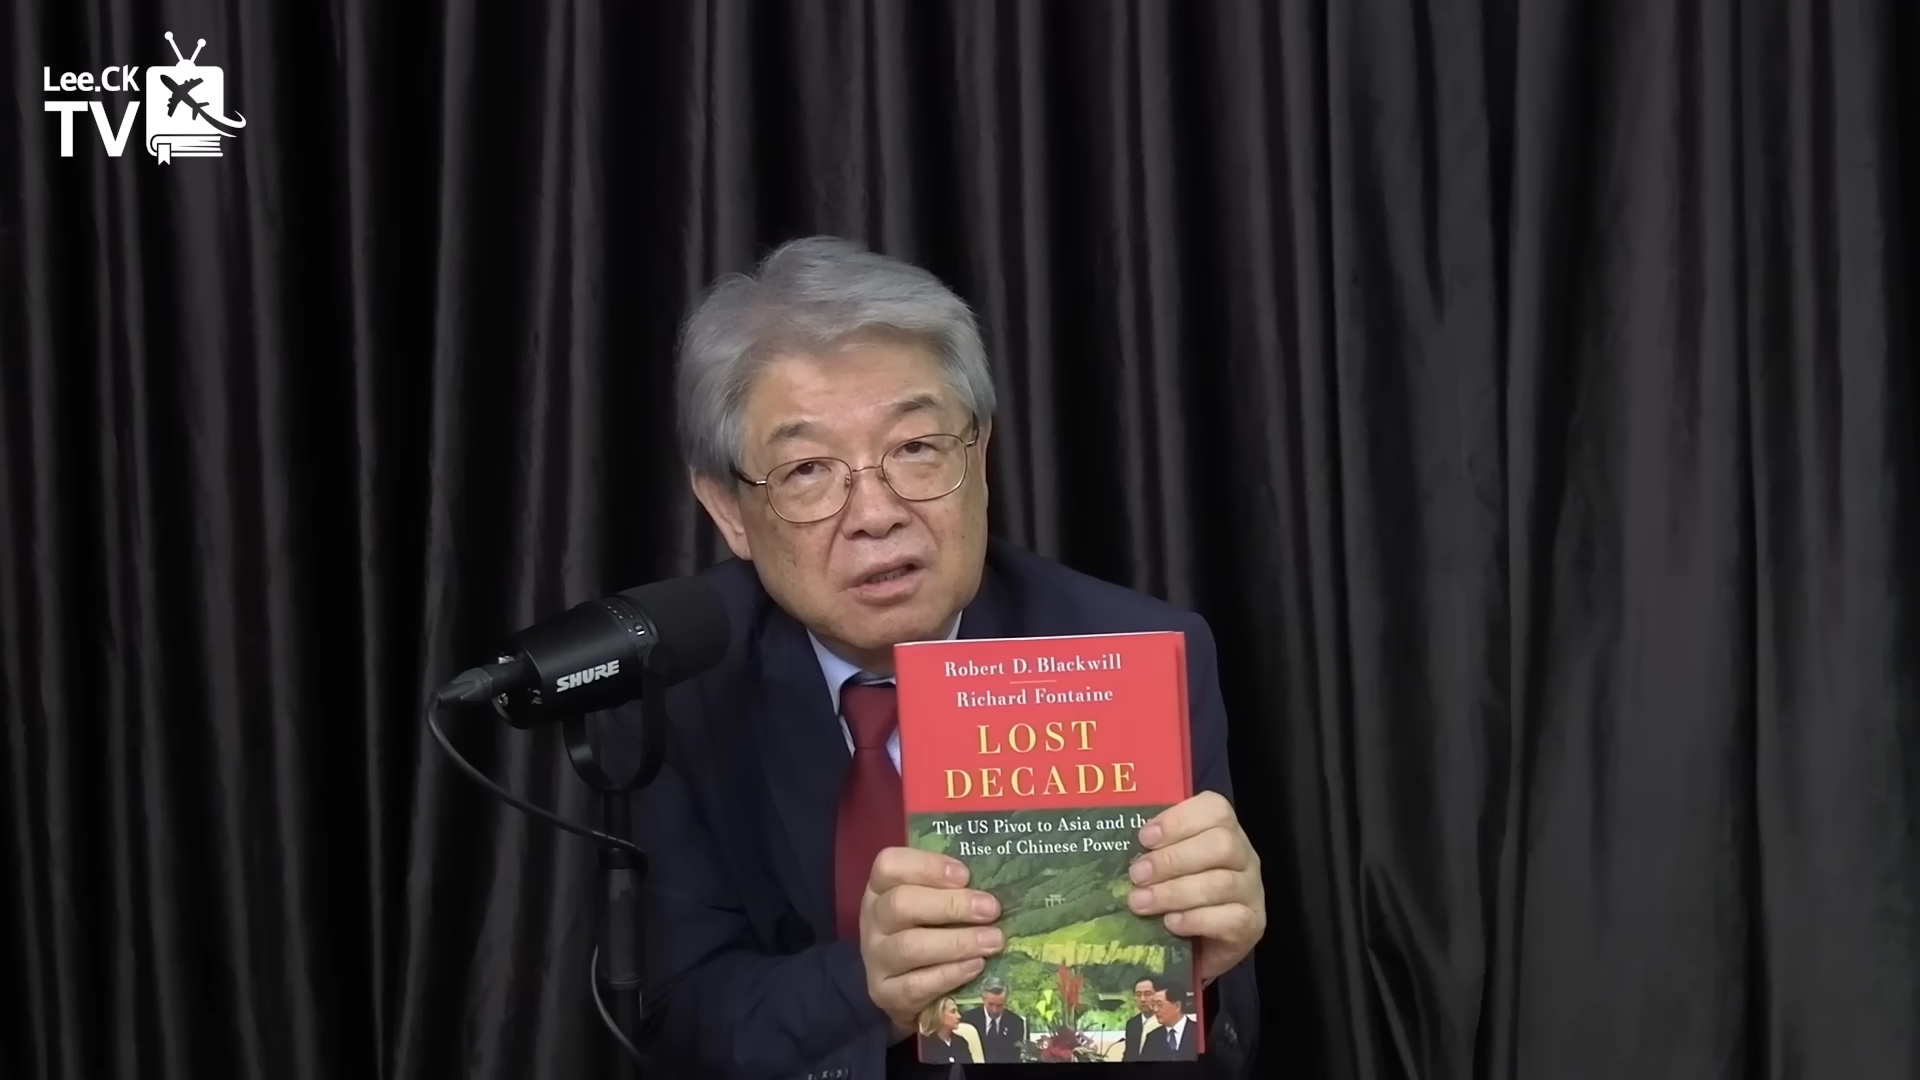 Lee.CK
TV
SHURE
Robert D. Blackwill
Richard Fontaine
LOST
DECADE
The US Pivot to Asia and the
Rise of Chinese Power